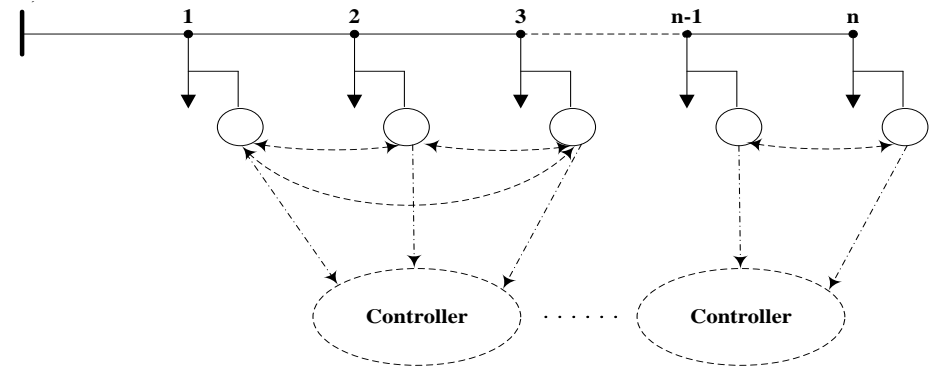 1 2 3 n-1 n
Controller . . . . . . Controller